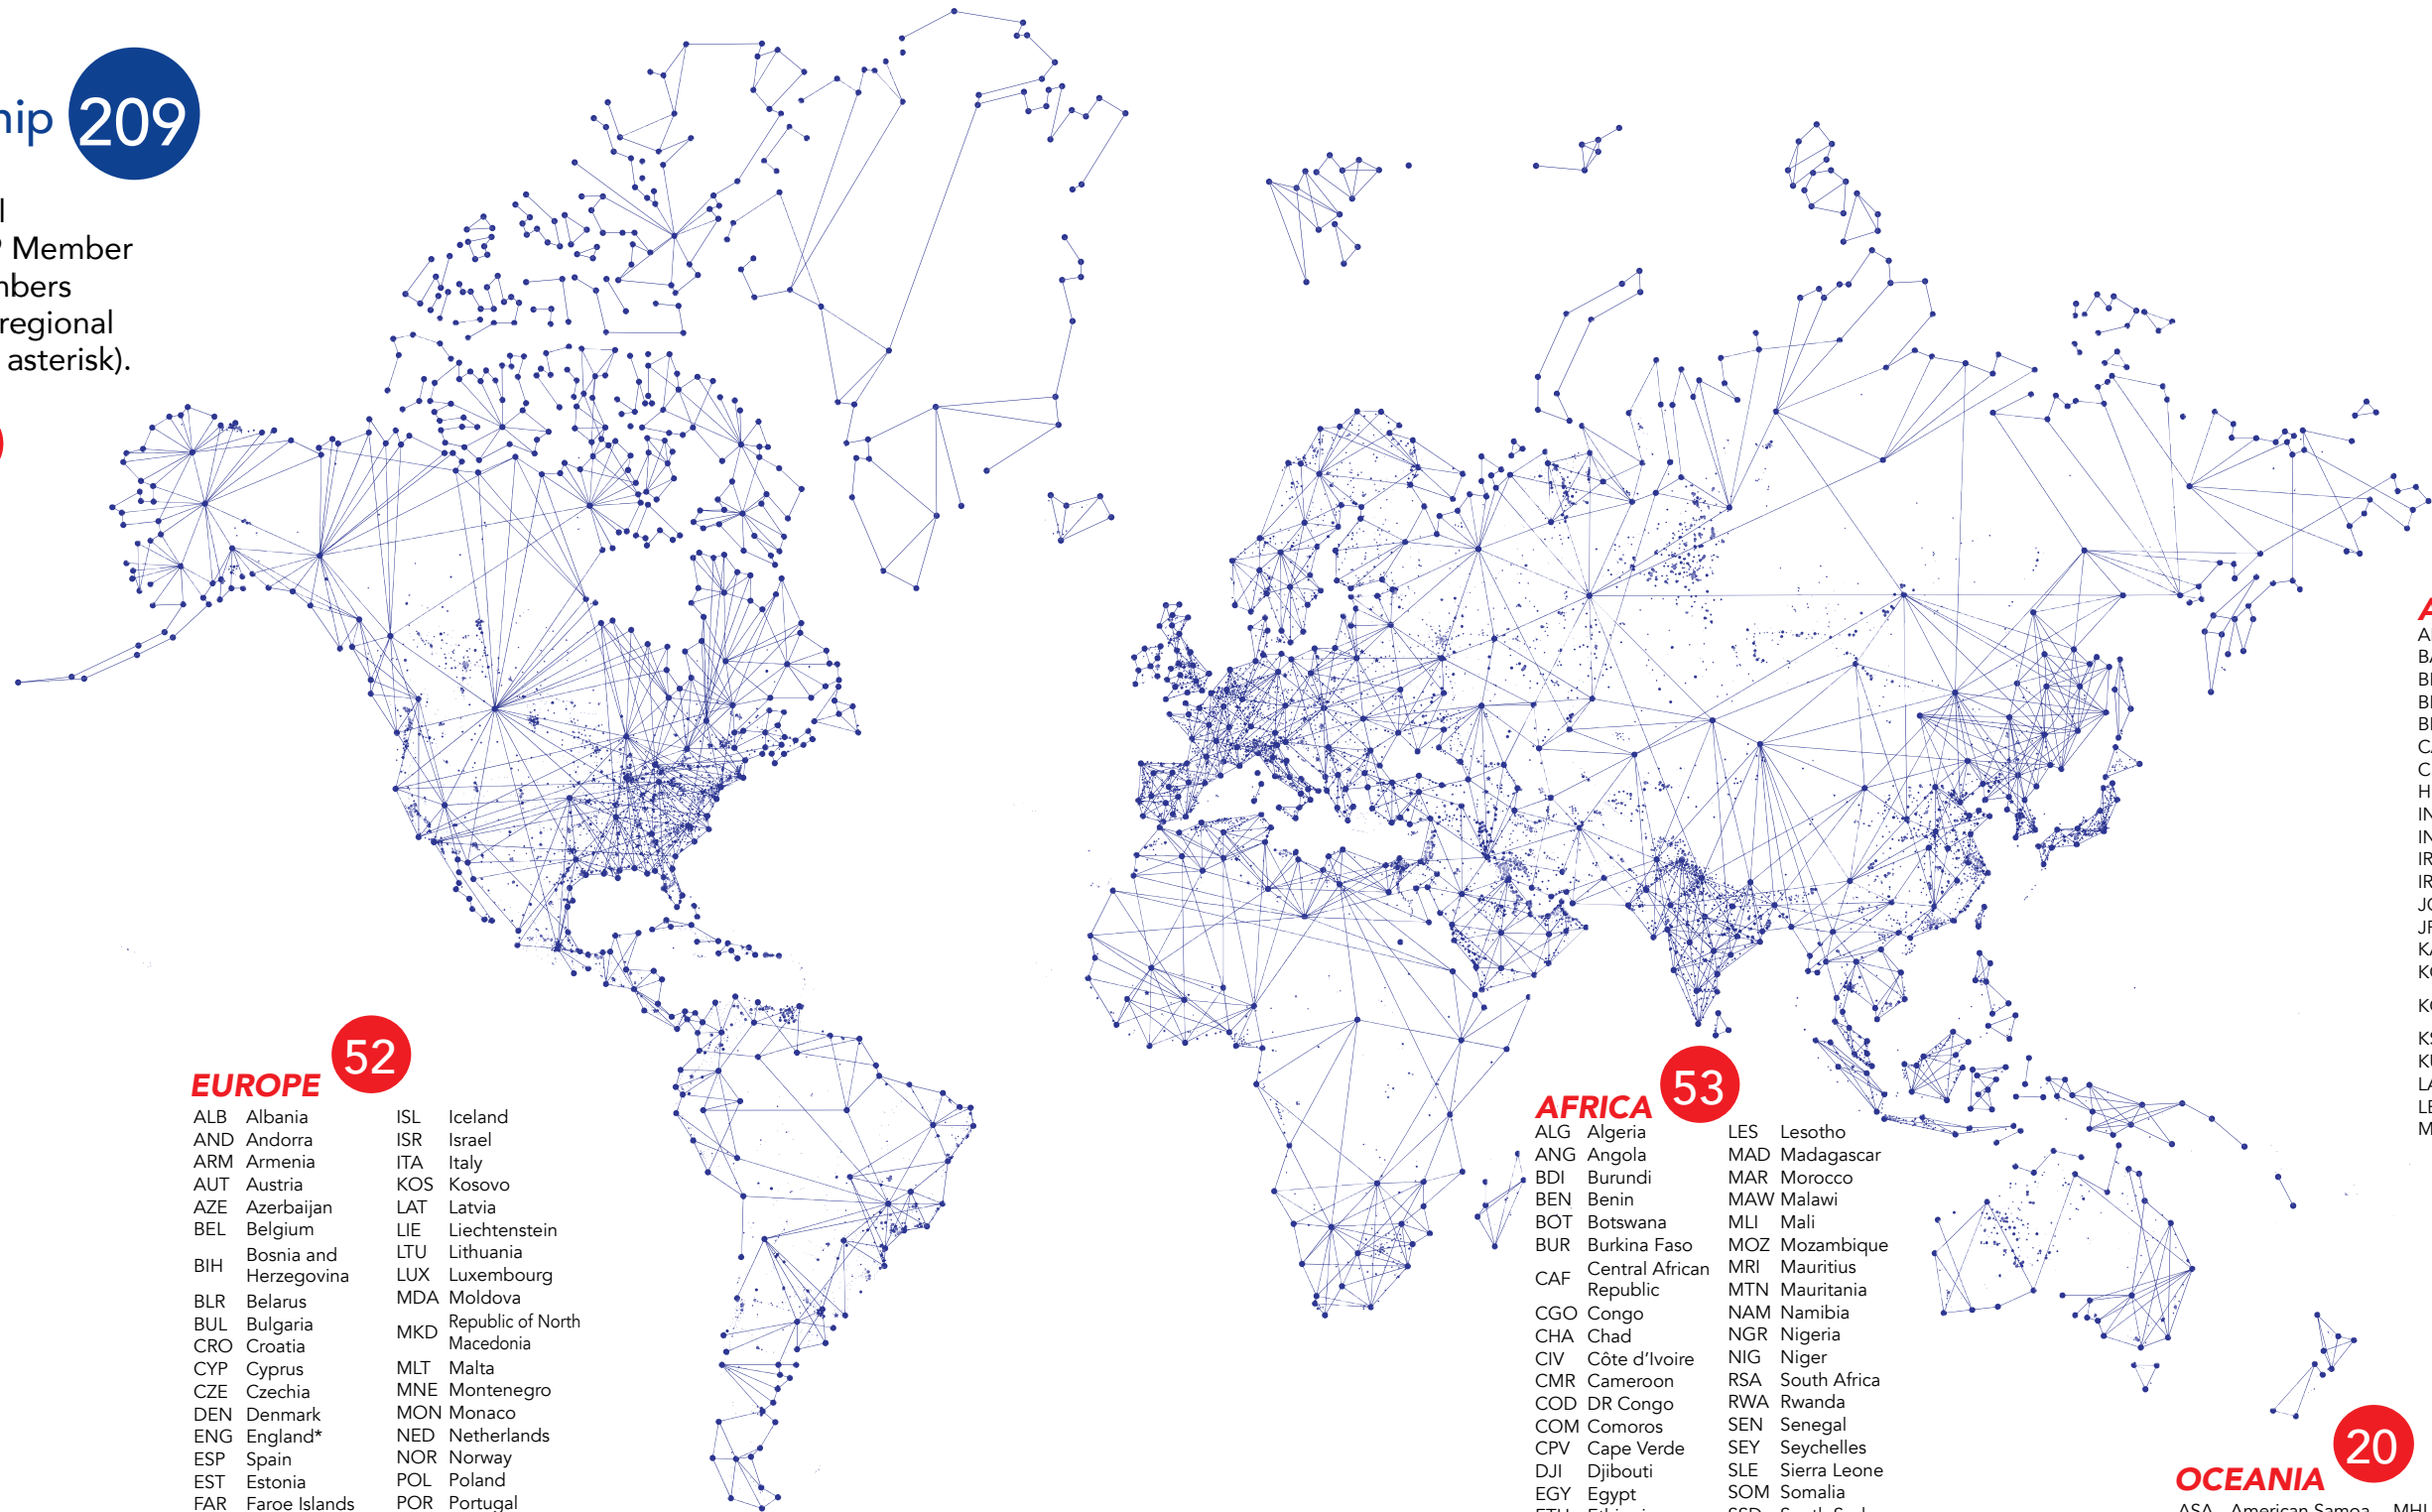 209
Member
regional
asterisk).
EUROPE 52
ALB Albania
AND Andorra
ARM Armenia
AUT Austria
AZE Azerbaijan
BEL Belgium
BIH Bosnia and
Herzegovina
BLR Belarus
BUL Bulgaria
CRO Croatia
CYP Cyprus
CZE Czechia
DEN Denmark
ENG England*
ESP Spain
EST Estonia
FAR Faroe Islands
ISL Iceland
ISR Israel
ITA Italy
KOS Kosovo
LAT Latvia
LIE Liechtenstein
LTU Lithuania
LUX Luxembourg
MDA Moldova
MKD Republic of North
Macedonia
MLT Malta
MNE Montenegro
MON Monaco
NED Netherlands
NOR Norway
POL Poland
POR Portugal
AFRICA 53
ALG Algeria
ANG Angola
BDI Burundi
BEN Benin
BOT Botswana
BUR Burkina Faso
CAF Central African
Republic
CGO Congo
CHA Chad
CIV Côte d’Ivoire
CMR Cameroon
COD DR Congo
COM Comoros
CPV Cape Verde
DJI Djibouti
EGY Egypt
LES Lesotho
MAD Madagascar
MAR Morocco
MAW Malawi
MLI Mali
MOZ Mozambique
MRI Mauritius
MTN Mauritania
NAM Namibia
NGR Nigeria
NIG Niger
RSA South Africa
RWA Rwanda
SEN Senegal
SEY Seychelles
SLE Sierra Leone
SOM Somalia
OCEANIA 20
ASA American Samoa